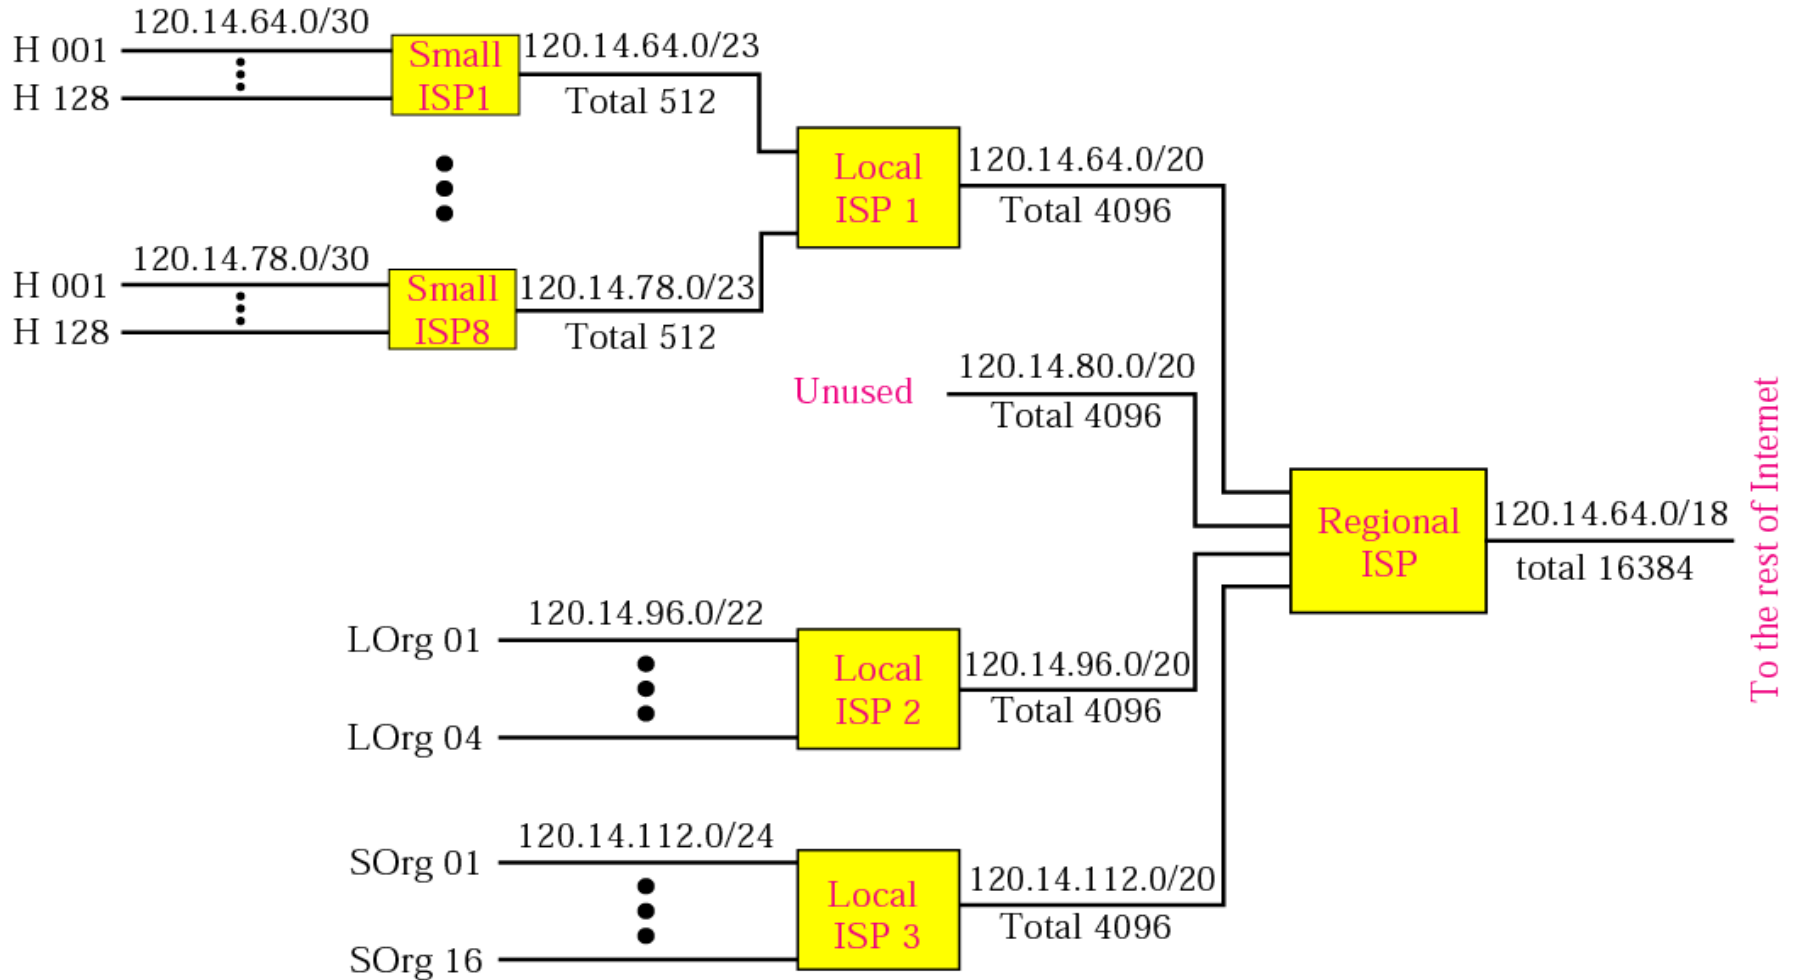 120.14.64.0/30
H 001
H 128
Small
ISP1
120.14.64.0/23
Total 512
120.14.78.0/30
H 001
H 128
Small
ISP8
120.14.78.0/23
Total 512
Local
ISP 1
120.14.64.0/20
Total 4096
Unused
120.14.80.0/20
Total 4096
LOrg 01
120.14.96.0/22
LOrg 04
Local
ISP 2
120.14.96.0/20
Total 4096
SOrg 01
120.14.112.0/24
SOrg 16
Local
ISP 3
120.14.112.0/20
Total 4096
Regional
ISP
120.14.64.0/18
total 16384
To the rest of Internet